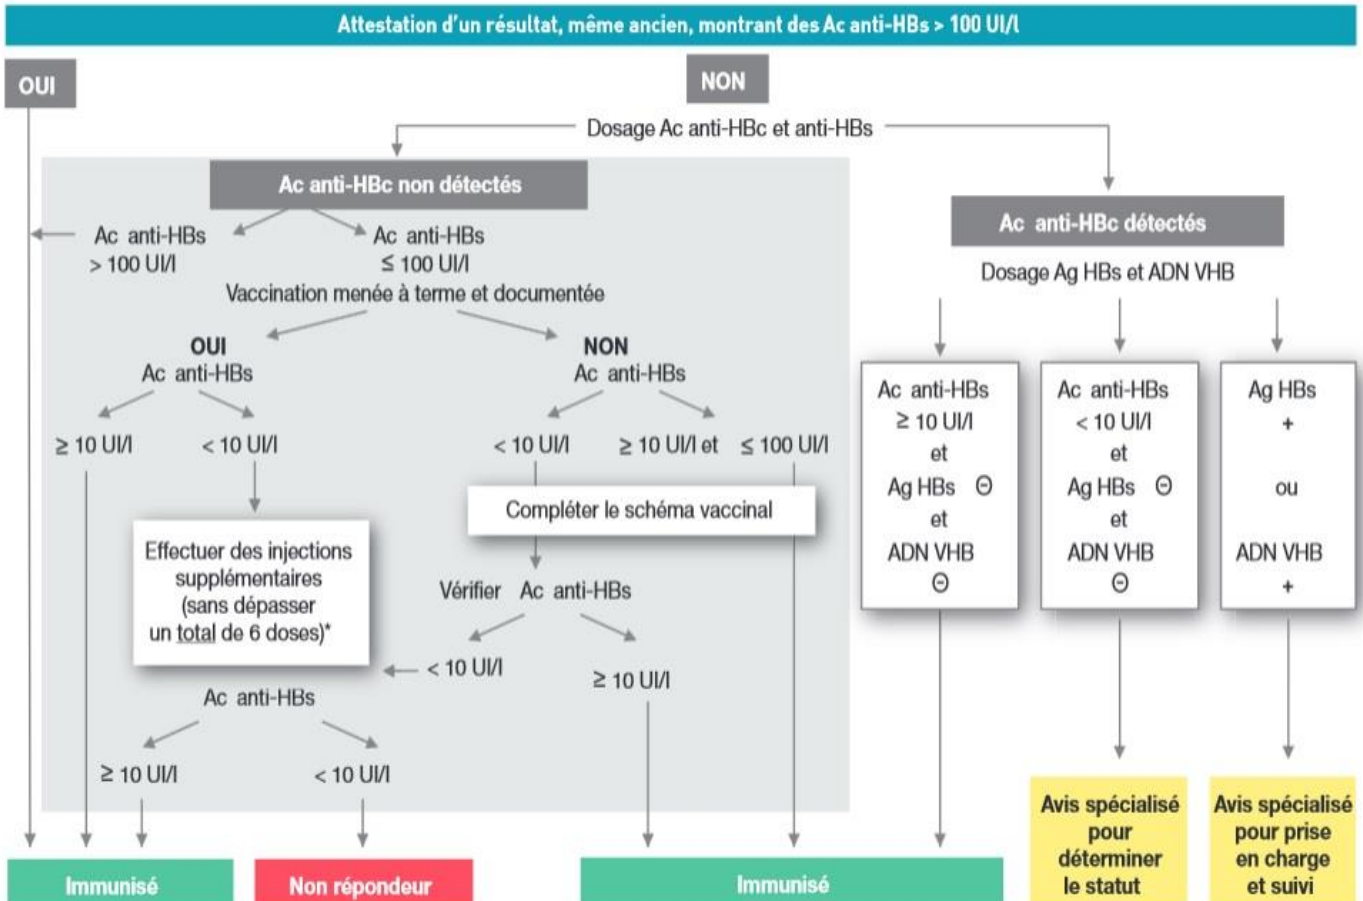 Attestation d’un résultat, même ancien, montrant des Ac anti-HBs > 100 UI/l
OUI
NON
Dosage Ac anti-HBc et anti-HBs
Ac anti-HBc non détectés
Ac anti-HBs
> 100 UI/l
Ac anti-HBs
≤ 100 UI/l
Vaccination menée à terme et documentée
OUI
Ac anti-HBs
≥ 10 UI/l
< 10 UI/l
NON
Ac anti-HBs
< 10 UI/l
≥ 10 UI/l et ≤ 100 UI/l
Effectuer des injections
supplémentaires
(sans dépasser
un total de 6 doses)*
Compléter le schéma vaccinal
Vérifier Ac anti-HBs
< 10 UI/l
≥ 10 UI/l
Ac anti-HBs
≥ 10 UI/l
< 10 UI/l
Ac anti-HBc détectés
Dosage Ag HBs et ADN VHB
Ac anti-HBs
≥ 10 UI/l
et
Ag HBs ⊖
et
ADN VHB
⊖
Ac anti-HBs
< 10 UI/l
et
Ag HBs ⊖
et
ADN VHB
⊖
Ag HBs
+
ou
ADN VHB
+
Immunisé
Non répondeur
Immunisé
Avis spécialisé
pour
déterminer
le statut
Avis spécialisé
pour prise
en charge
et suivi